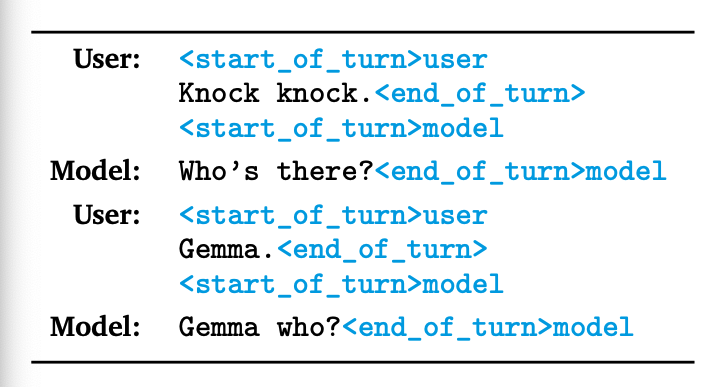 User: <start_of_turn>user
Knock knock.<end_of_turn>
<start_of_turn>model
Model: Who's there?<end_of_turn>model
User: <start_of_turn>user
Gemma.<end_of_turn>
<start_of_turn>model
Model: Gemma who?<end_of_turn>model